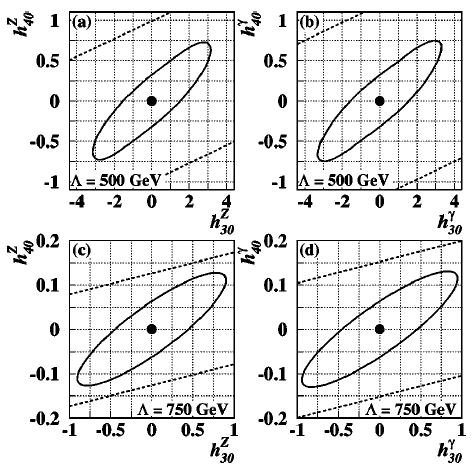 (a) (b)
h^Z_40 h^γ_40
1 1
0.5 0.5
0 0
-0.5 -0.5
-1 -1
Λ = 500 GeV Λ = 500 GeV
-4 -2 0 2 4 -4 -2 0 2 4
h^Z_30 h^γ_30
(c) (d)
h^Z_40 h^γ_40
0.2 0.2
0.1 0.1
0 0
-0.1 -0.1
-0.2 -0.2
Λ = 750 GeV Λ = 750 GeV
-1 -0.5 0 0.5 1 -1 -0.5 0 0.5 1
h^Z_30 h^γ_30